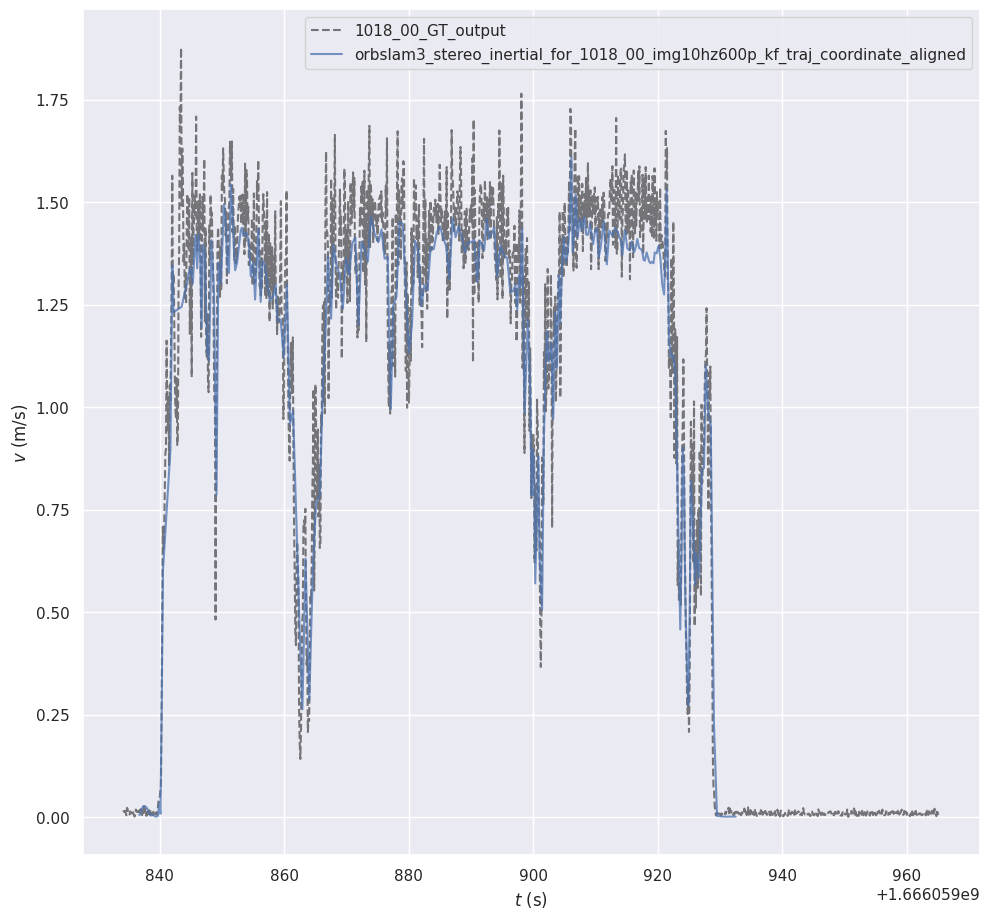 1018_00_GT_output
orbslam3_stereo_inertial_for_1018_00_img10hz600p_kf_traj_coordinate_aligned
1.75
1.50
1.25
1.00
0.75
0.50
0.25
0.00
v (m/s)
840 860 880 900 920 940 960
+1.666059e9
t (s)